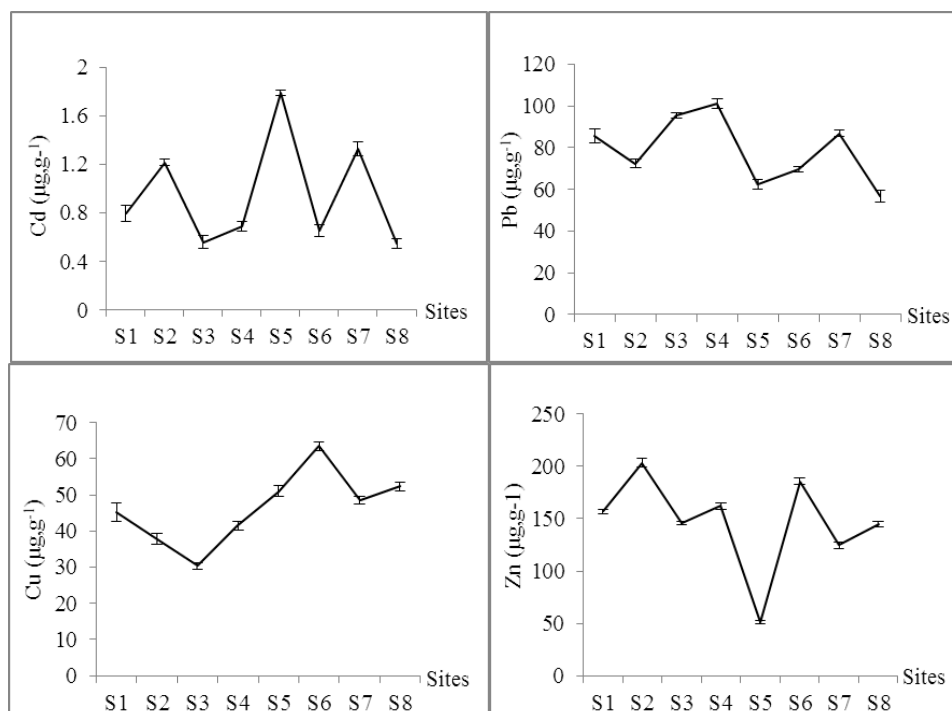 Cd (µg,g-¹)
2
1.6
1.2
0.8
0.4
0
S1 S2 S3 S4 S5 S6 S7 S8
Sites
Pb (µg,g⁻¹)
120
100
80
60
40
20
0
S1 S2 S3 S4 S5 S6 S7 S8
Sites
Cu (µg,g⁻¹)
70
60
50
40
30
20
10
0
S1 S2 S3 S4 S5 S6 S7 S8
Sites
Zn (µg,g-1)
250
200
150
100
50
0
S1 S2 S3 S4 S5 S6 S7 S8
Sites